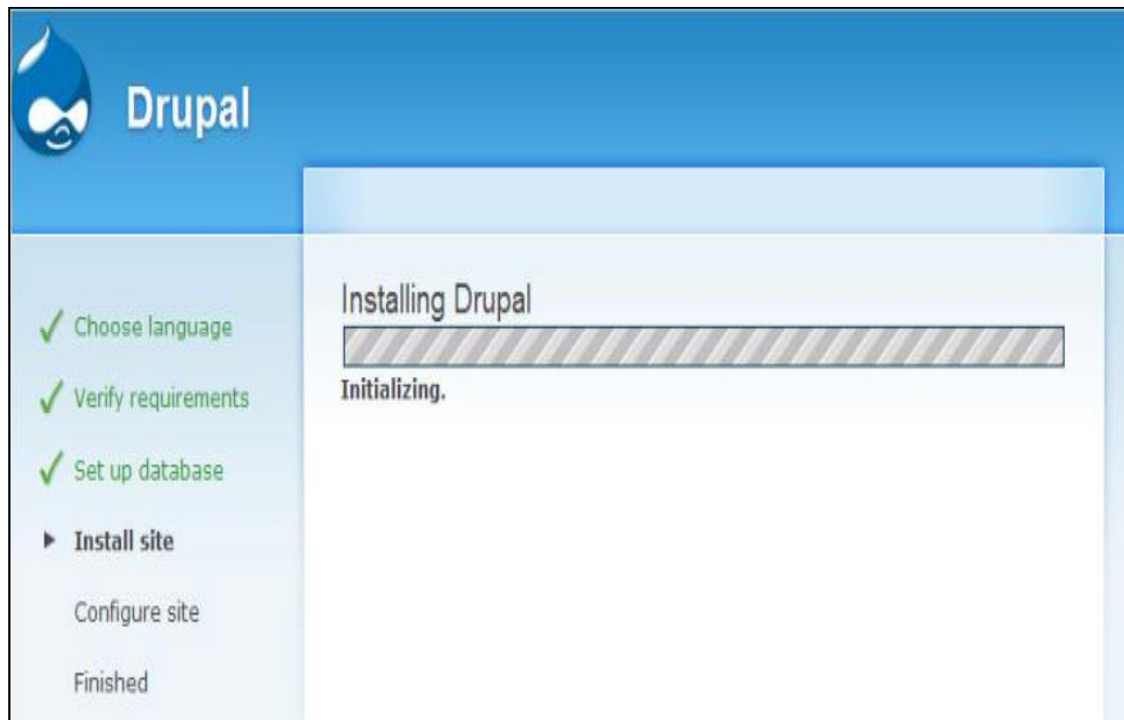 Drupal
Choose language
Verify requirements
Set up database
Install site
Configure site
Finished
Installing Drupal
Initializing.